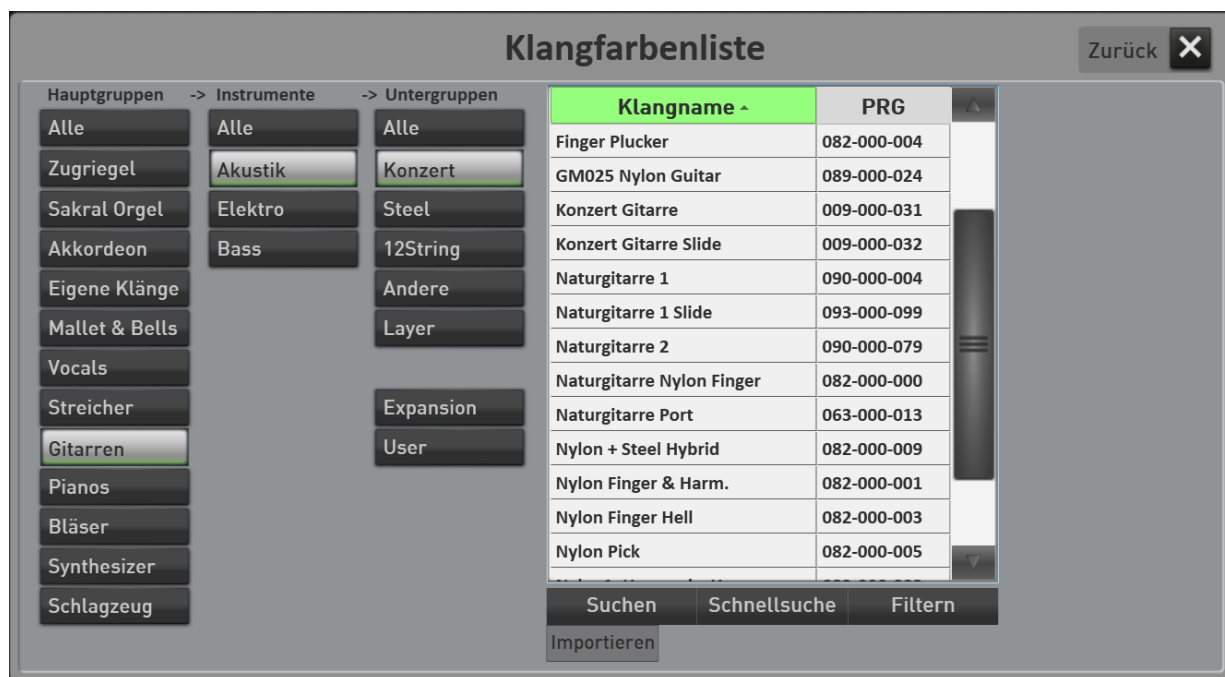 Klangfarbenliste
Zurück
Hauptgruppen -> Instrumente -> Untergruppen
Alle
Zugriegel
Sakral Orgel
Akkordeon
Eigene Klänge
Mallet & Bells
Vocals
Streicher
Gitarren
Pianos
Bläser
Synthesizer
Schlagzeug
Alle
Akustik
Elektro
Bass
Alle
Konzert
Steel
12String
Andere
Layer
Expansion
User
Klangname PRG
Finger Plucker 082-000-004
GM025 Nylon Guitar 089-000-024
Konzert Gitarre 009-000-031
Konzert Gitarre Slide 009-000-032
Naturgitarre 1 090-000-004
Naturgitarre 1 Slide 093-000-099
Naturgitarre 2 090-000-079
Naturgitarre Nylon Finger 082-000-000
Naturgitarre Port 063-000-013
Nylon + Steel Hybrid 082-000-009
Nylon Finger & Harm. 082-000-001
Nylon Finger Hell 082-000-003
Nylon Pick 082-000-005
Suchen Schnellsuche Filtern
Importieren